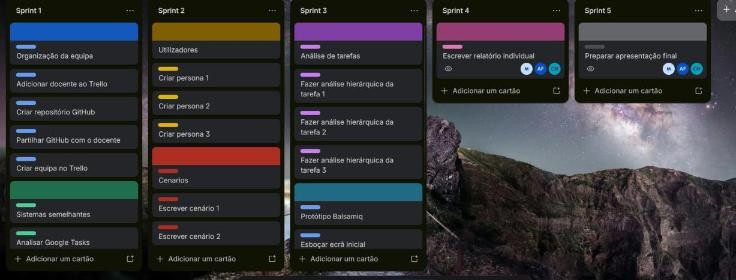 Sprint 1
Organização da equipa
Adicionar docente ao Trello
Criar repositório GitHub
Partilhar GitHub com o docente
Criar equipa no Trello
Sistemas semelhantes
Analisar Google Tasks
+ Adicionar um cartão
Sprint 2
Utilizadores
Criar persona 1
Criar persona 2
Criar persona 3
Cenarios
Escrever cenário 1
Escrever cenário 2
+ Adicionar um cartão
Sprint 3
Análise de tarefas
Fazer análise hierárquica da
tarefa 1
Fazer análise hierárquica da
tarefa 2
Fazer análise hierárquica da
tarefa 3
Protótipo Balsamiq
Esboçar ecrã inicial
+ Adicionar um cartão
Sprint 4
Escrever relatório individual
M AF CH
+ Adicionar um cartão
Sprint 5
Preparar apresentação final
M AF CH
+ Adicionar um cartão